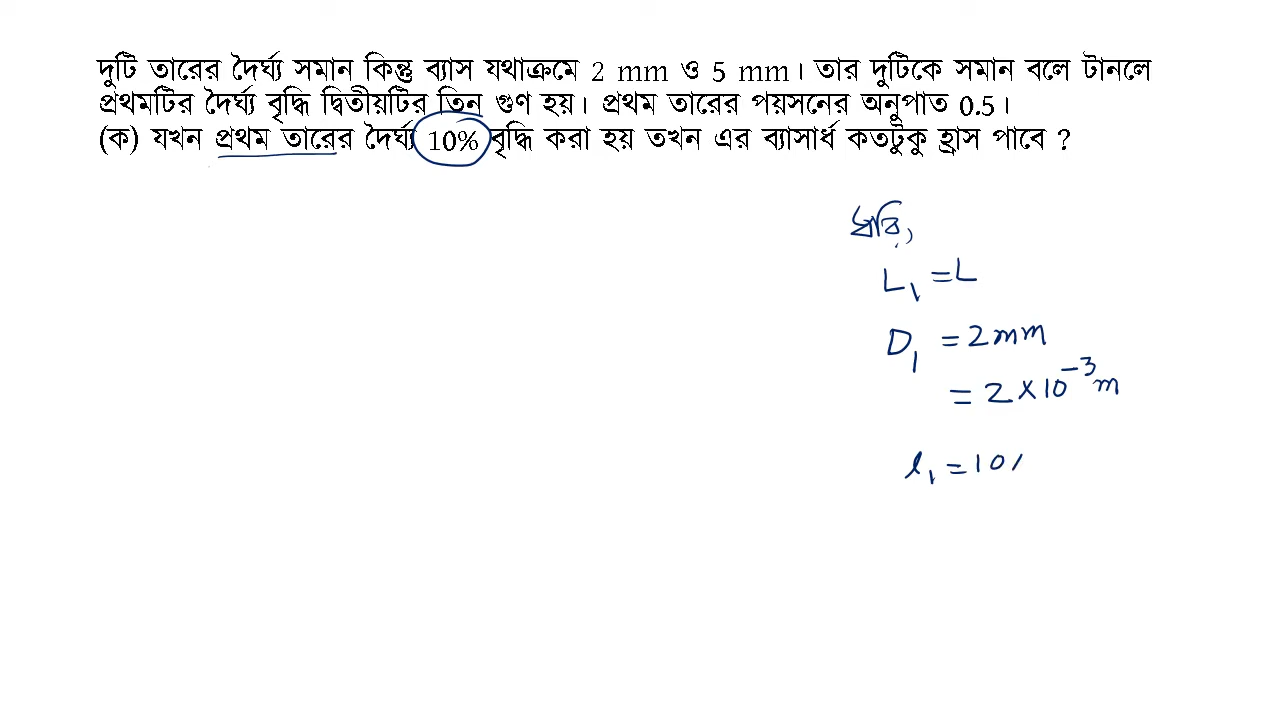 দুটি তারের দৈর্ঘ্য সমান কিন্তু ব্যাস যথাক্রমে 2 mm ও 5 mm। তার দুটিকে সমান বলে টানলে
প্রথমটির দৈর্ঘ্য বৃদ্ধি দ্বিতীয়টির তিন গুণ হয়। প্রথম তারের পয়সনের অনুপাত 0.5।
(ক) যখন প্রথম তারের দৈর্ঘ্য 10% বৃদ্ধি করা হয় তখন এর ব্যাসার্ধ কতটুকু হ্রাস পাবে ?
ধরি,
L₁ = L
D₁ = 2mm
= 2 × 10⁻³ m
l₁ = 10/